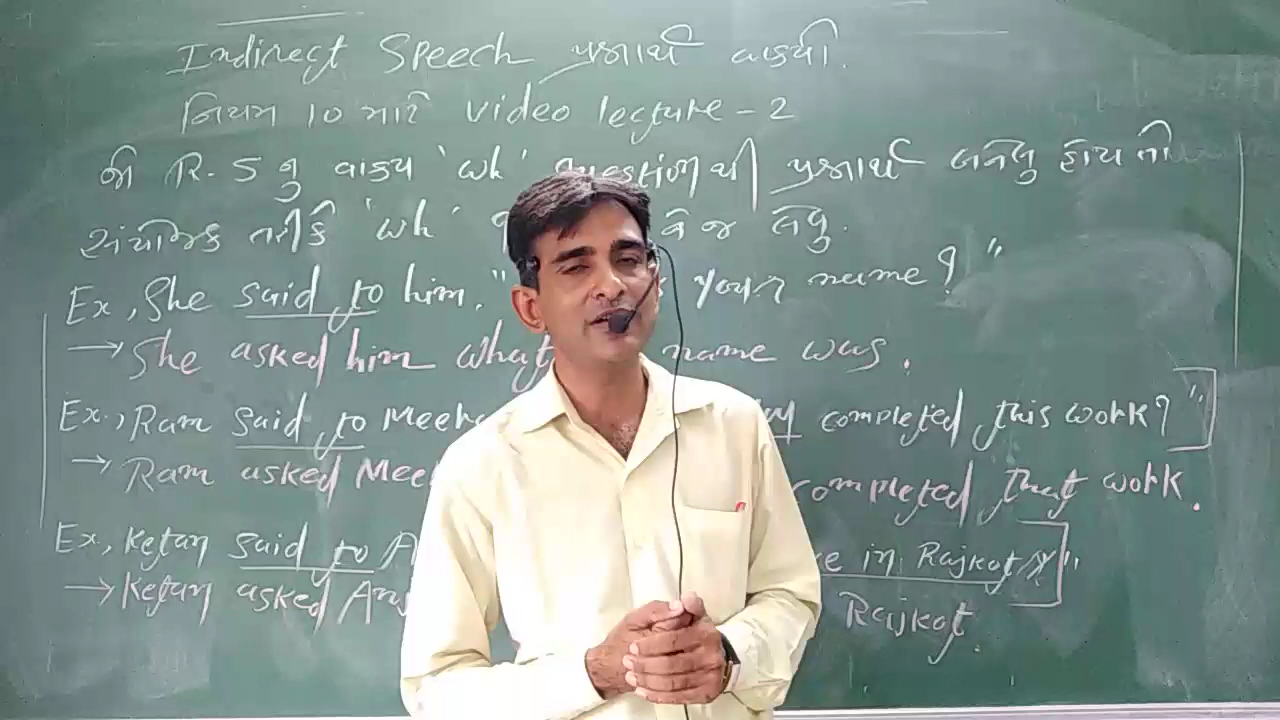 Indirect Speech પ્રશ્નાર્થ વાક્યો.
નિયમ 10 માટે video lecture - 2
જો R.S નુ વાક્ય 'wh' question થી પ્રશ્નાર્થ બનેલુ હોય તો
સંયોજક તરીકે 'wh' તે જ લેવુ.
Ex., She said to him, " your name ? "
→ She asked him what name was.
Ex., Ram said to completed this work? "
→ Ram asked completed that work.
Ex., Ketan said to in Rajkot "
→ Ketan asked Rajkot.